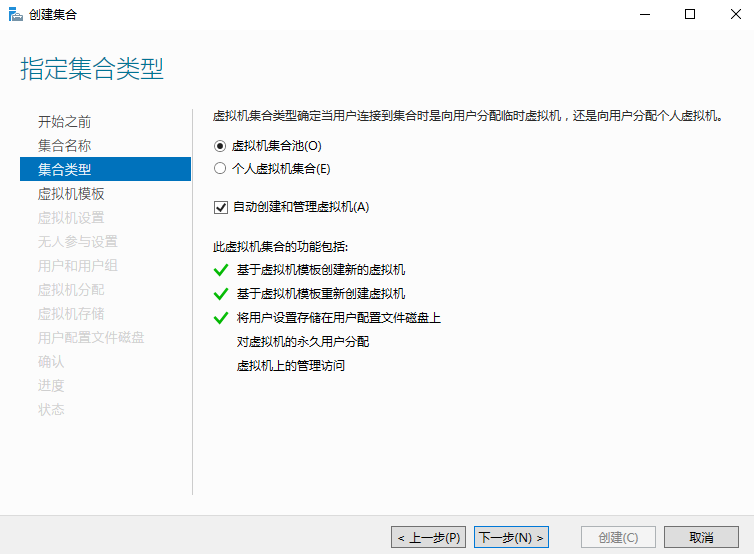 创建集合
指定集合类型
开始之前
集合名称
集合类型
虚拟机模板
虚拟机设置
无人参与设置
用户和用户组
虚拟机分配
虚拟机存储
用户配置文件磁盘
确认
进度
状态
虚拟机集合类型确定当用户连接到集合时是向用户分配临时虚拟机，还是向用户分配个人虚拟机。
虚拟机集合池(O)
个人虚拟机集合(E)
自动创建和管理虚拟机(A)
此虚拟机集合的功能包括:
基于虚拟机模板创建新的虚拟机
基于虚拟机模板重新创建虚拟机
将用户设置存储在用户配置文件磁盘上
对虚拟机的永久用户分配
虚拟机上的管理访问
< 上一步(P) 下一步(N) > 创建(C) 取消